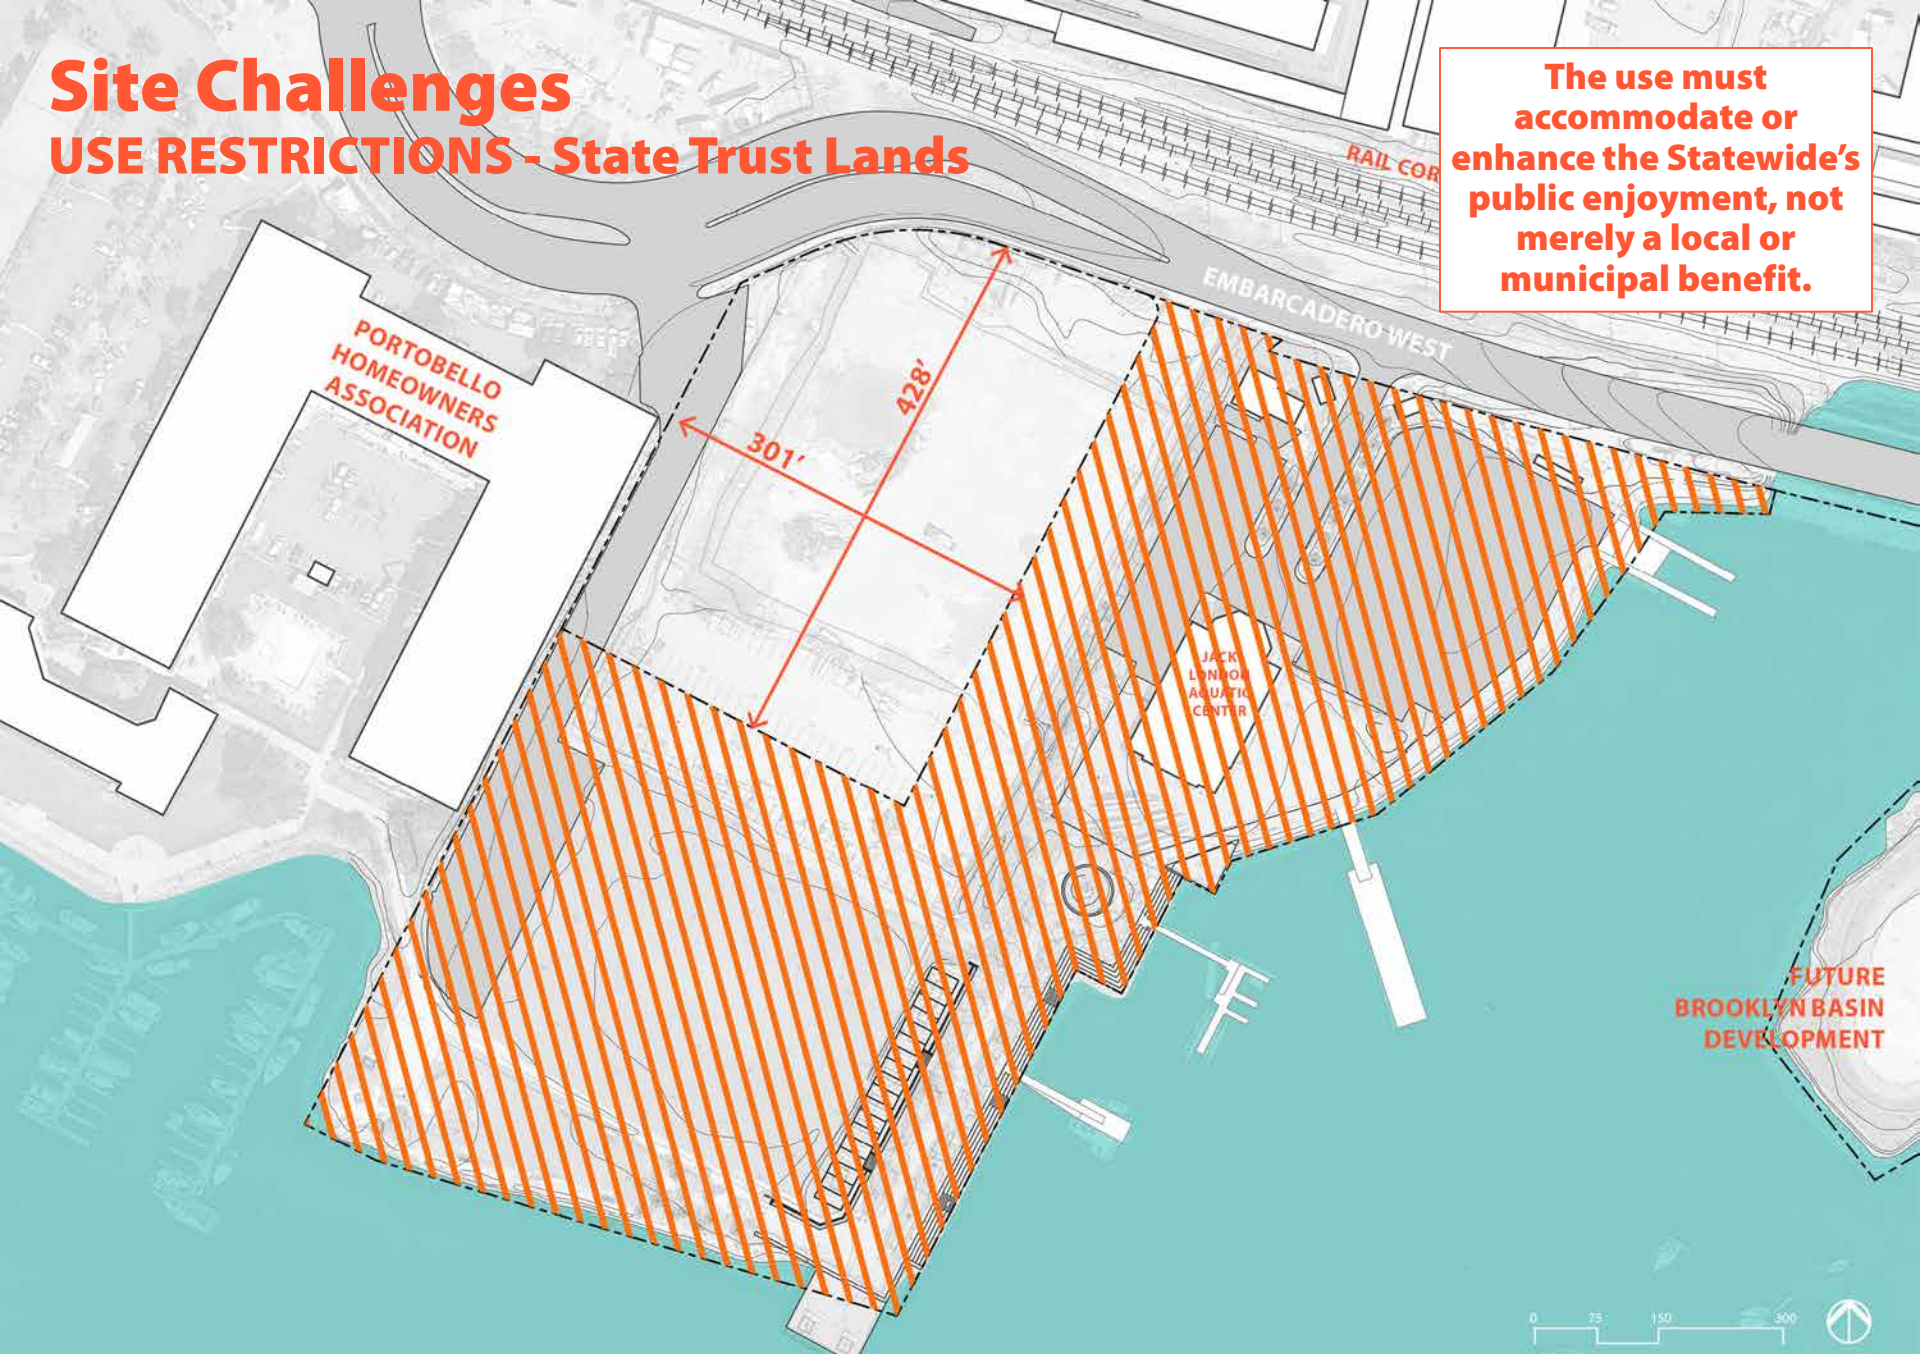 Site Challenges
USE RESTRICTIONS - State Trust Lands
The use must
accommodate or
enhance the Statewide’s
public enjoyment, not
merely a local or
municipal benefit.
RAIL COR
EMBARCADERO WEST
PORTOBELLO
HOMEOWNERS
ASSOCIATION
428’
301’
JACK
LONDON
AQUATIC
CENTER
FUTURE
BROOKLYN BASIN
DEVELOPMENT
0 75 150 300